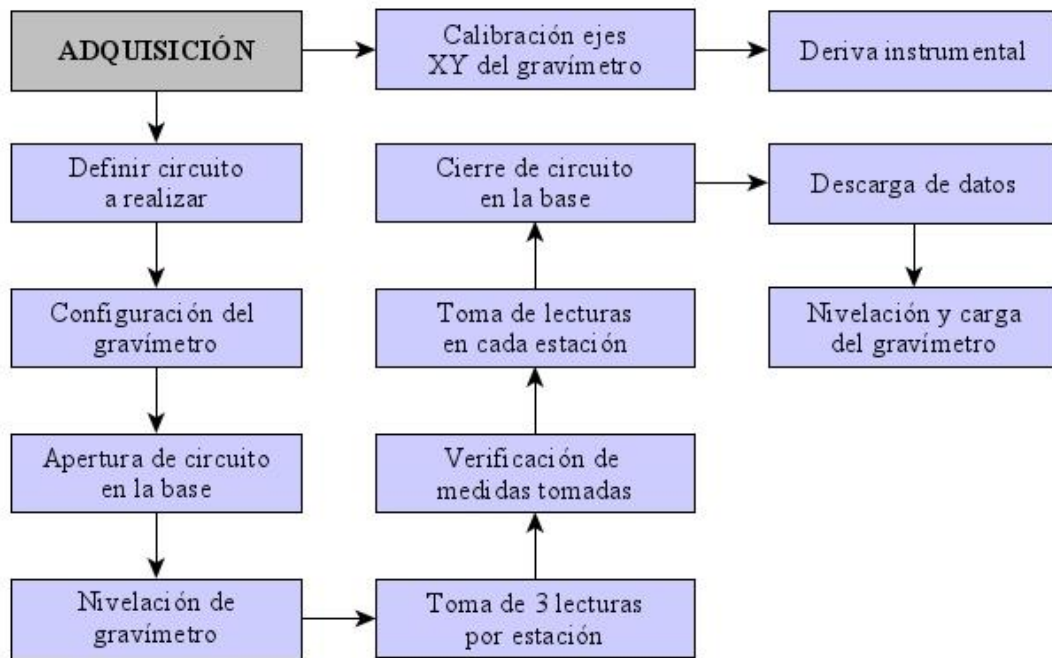 ADQUISICIÓN
Calibración ejes
XY del gravímetro
Deriva instrumental
Definir circuito
a realizar
Configuración del
gravímetro
Apertura de circuito
en la base
Nivelación de
gravímetro
Toma de 3 lecturas
por estación
Verificación de
medidas tomadas
Toma de lecturas
en cada estación
Cierre de circuito
en la base
Descarga de datos
Nivelación y carga
del gravímetro